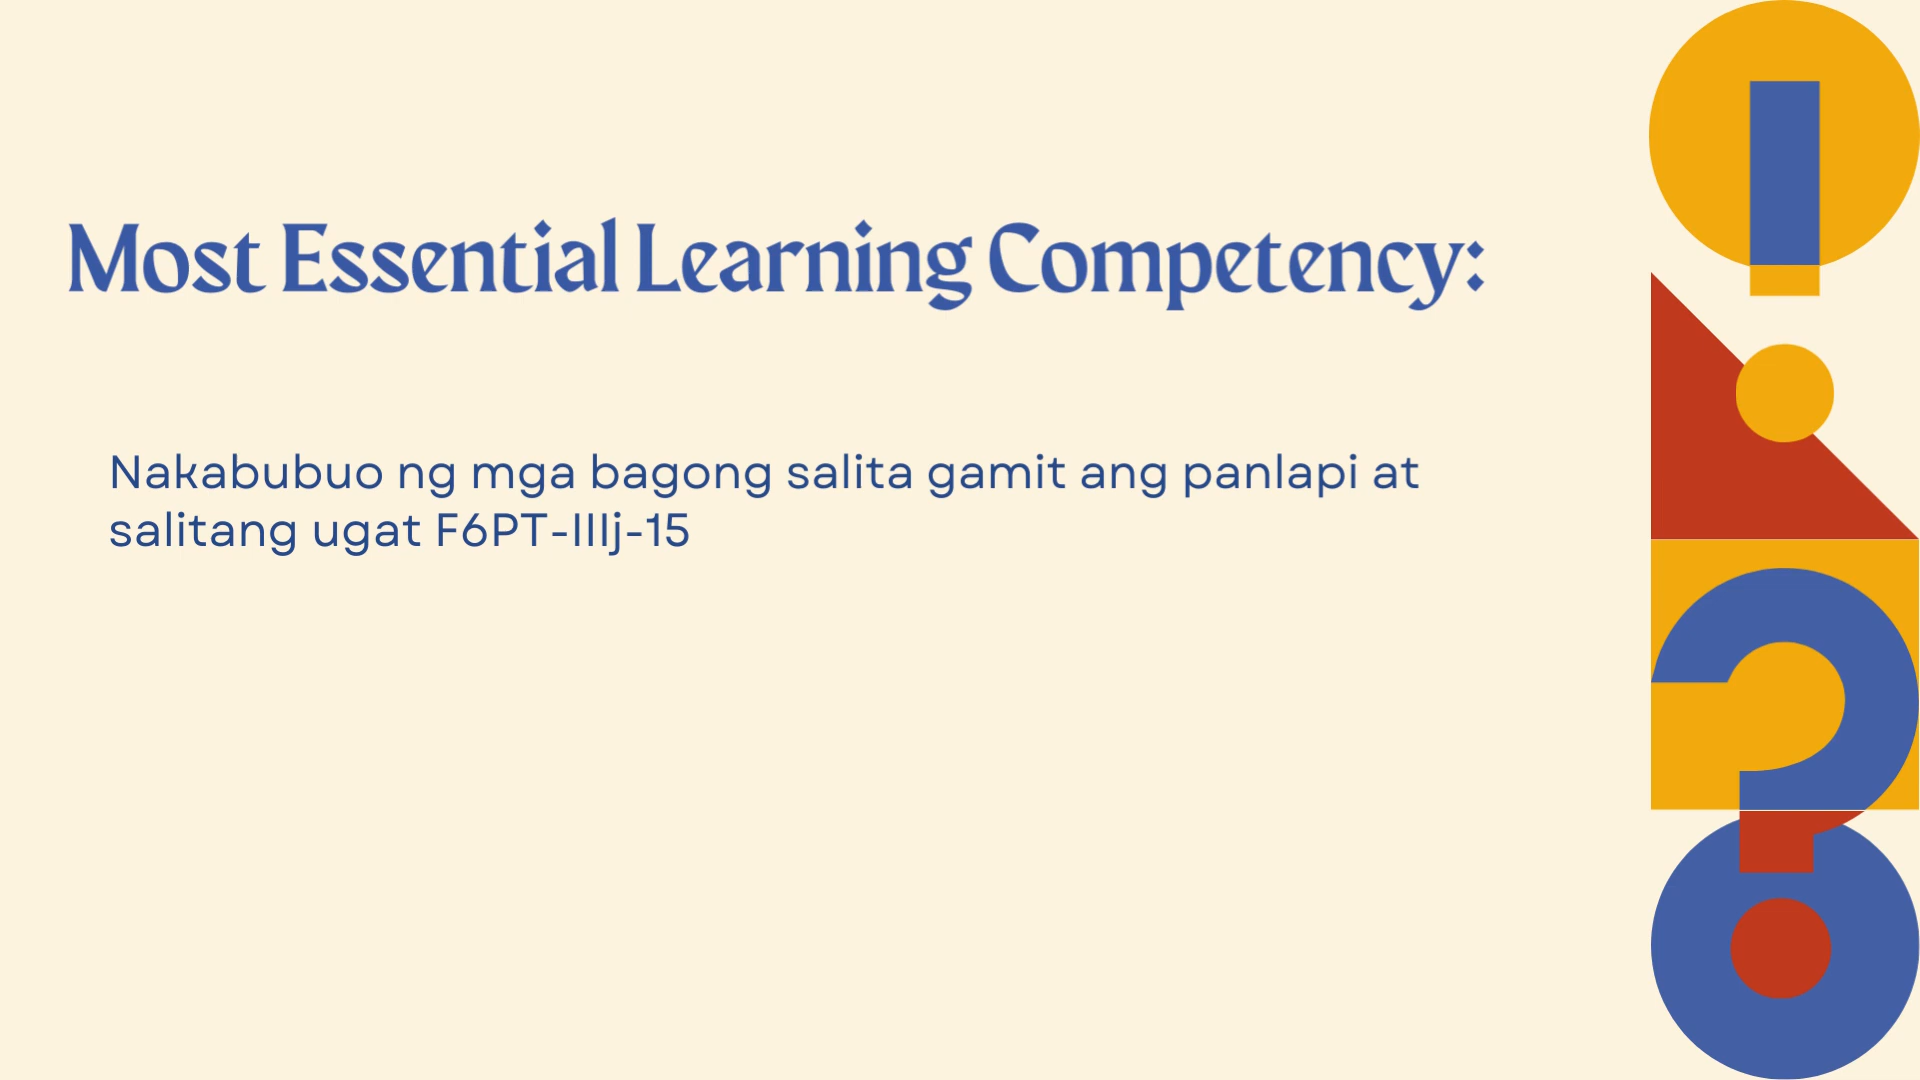 Most Essential Learning Competency:
Nakabubuo ng mga bagong salita gamit ang panlapi at
salitang ugat F6PT-IIIj-15